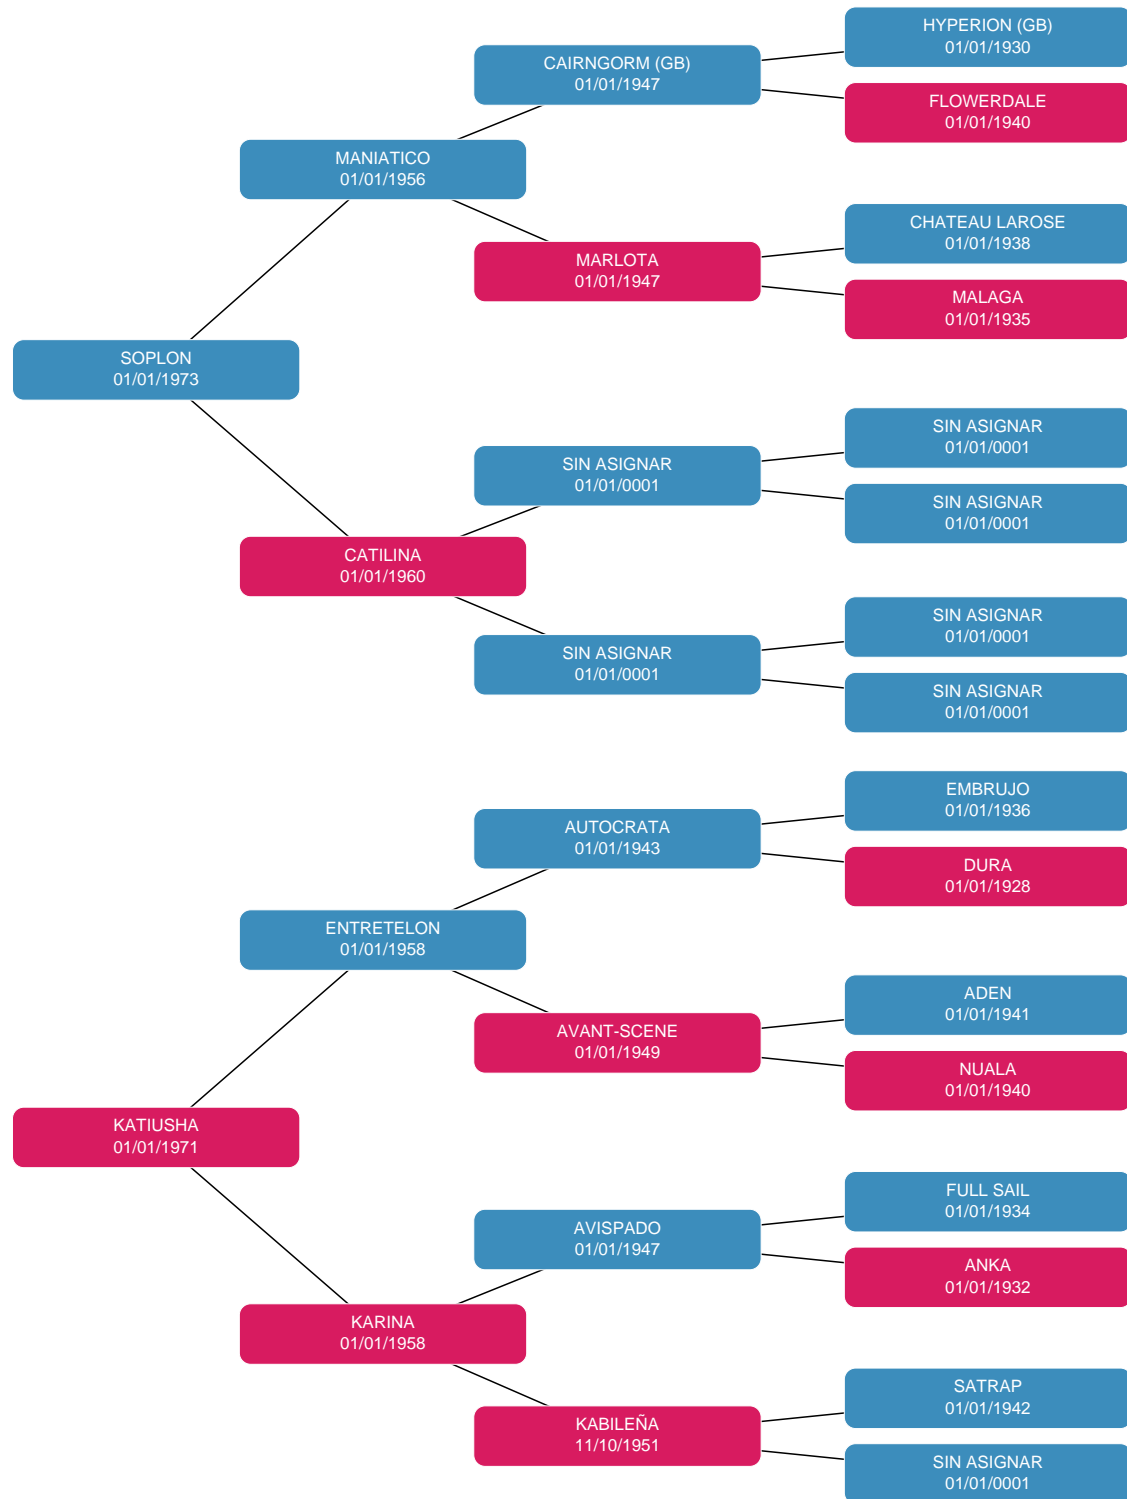 HYPERION (GB)
01/01/1930
CAIRNGORM (GB)
01/01/1947
FLOWERDALE
01/01/1940
MANIATICO
01/01/1956
CHATEAU LAROSE
01/01/1938
MARLOTA
01/01/1947
MALAGA
01/01/1935
SOPLON
01/01/1973
SIN ASIGNAR
01/01/0001
SIN ASIGNAR
01/01/0001
SIN ASIGNAR
01/01/0001
CATILINA
01/01/1960
SIN ASIGNAR
01/01/0001
SIN ASIGNAR
01/01/0001
SIN ASIGNAR
01/01/0001
EMBRUJO
01/01/1936
AUTOCRATA
01/01/1943
DURA
01/01/1928
ENTRETELON
01/01/1958
ADEN
01/01/1941
AVANT-SCENE
01/01/1949
NUALA
01/01/1940
KATIUSHA
01/01/1971
FULL SAIL
01/01/1934
AVISPADO
01/01/1947
ANKA
01/01/1932
KARINA
01/01/1958
SATRAP
01/01/1942
KABILEÑA
11/10/1951
SIN ASIGNAR
01/01/0001